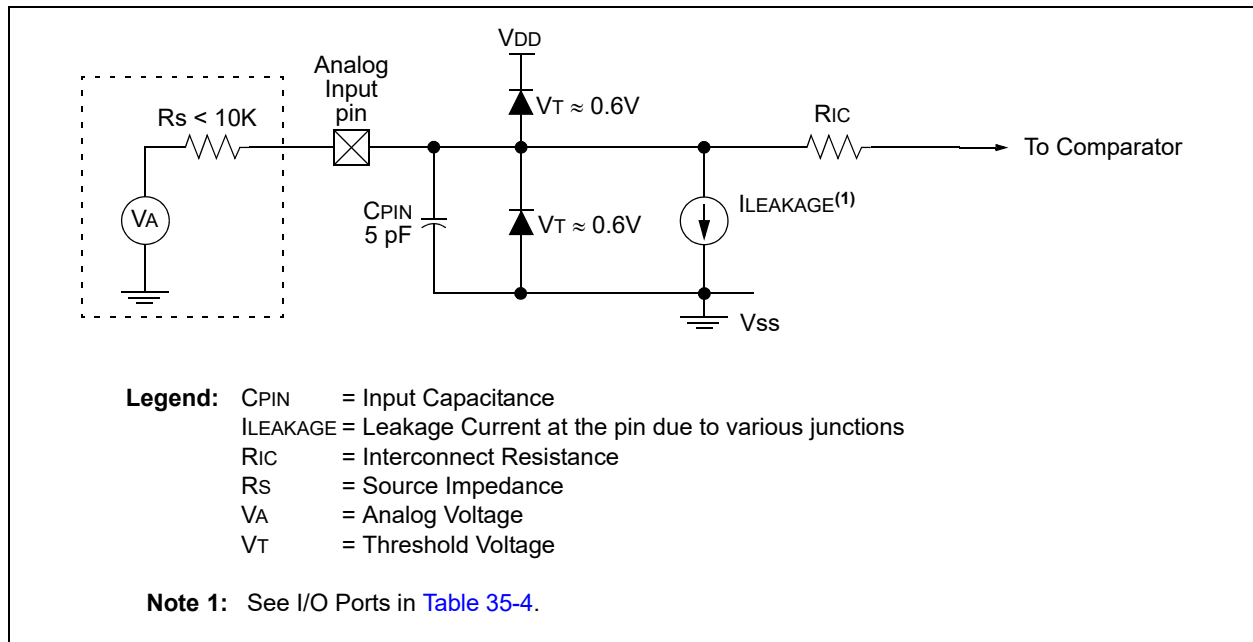 VDD
Analog
Input
pin
Rs < 10K
VT ≈ 0.6V
RIC
To Comparator
VA
CPIN
5 pF
VT ≈ 0.6V
ILEAKAGE(1)
Vss
Legend: CPIN = Input Capacitance
ILEAKAGE = Leakage Current at the pin due to various junctions
RIC = Interconnect Resistance
RS = Source Impedance
VA = Analog Voltage
VT = Threshold Voltage
Note 1: See I/O Ports in Table 35-4.